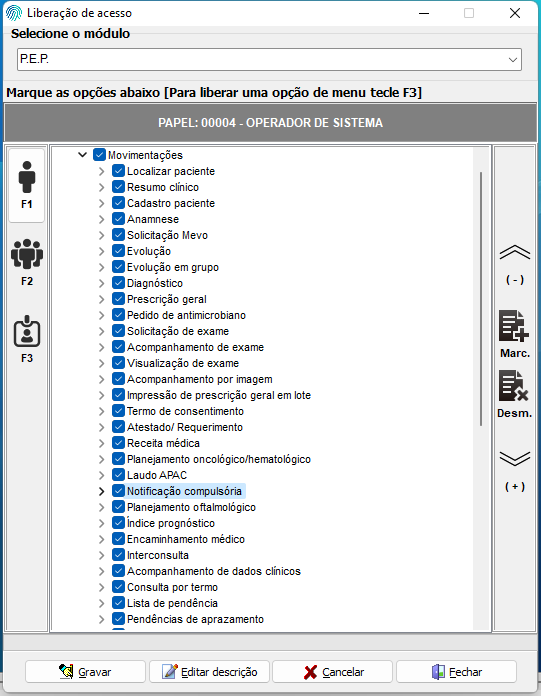 Liberação de acesso
Selecione o módulo
P.E.P.
Marque as opções abaixo [Para liberar uma opção de menu tecle F3]
PAPEL: 00004 - OPERADOR DE SISTEMA
F1
F2
F3
Movimentações
Localizar paciente
Resumo clínico
Cadastro paciente
Anamnese
Solicitação Mevo
Evolução
Evolução em grupo
Diagnóstico
Prescrição geral
Pedido de antimicrobiano
Solicitação de exame
Acompanhamento de exame
Visualização de exame
Acompanhamento por imagem
Impressão de prescrição geral em lote
Termo de consentimento
Atestado/ Requerimento
Receita médica
Planejamento oncológico/hematológico
Laudo APAC
Notificação compulsória
Planejamento oftalmológico
Índice prognóstico
Encaminhamento médico
Interconsulta
Acompanhamento de dados clínicos
Consulta por termo
Lista de pendência
Pendências de aprazamento
( - )
Marc.
Desm.
( + )
Gravar
Editar descrição
Cancelar
Fechar